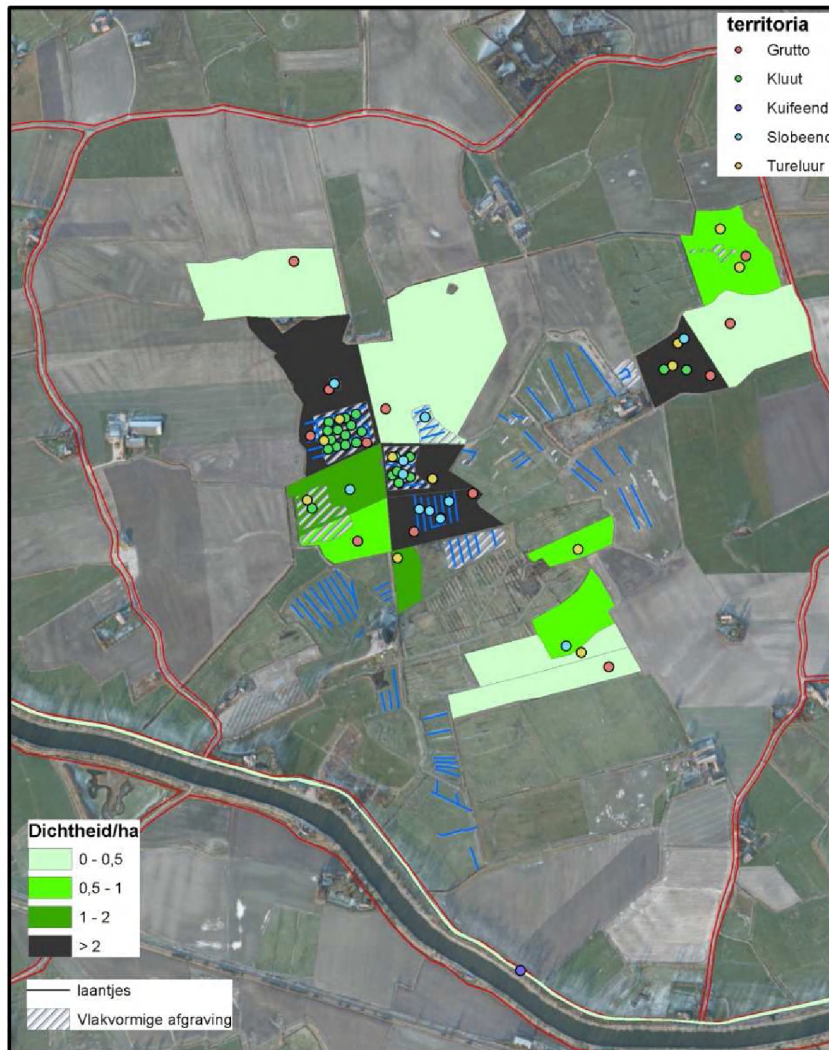 territoria
Grutto
Kluut
Kuifeend
Slobeend
Tureluur
Dichtheid/ha
0 - 0,5
0,5 - 1
1 - 2
> 2
laantjes
Vlakvormige afgraving